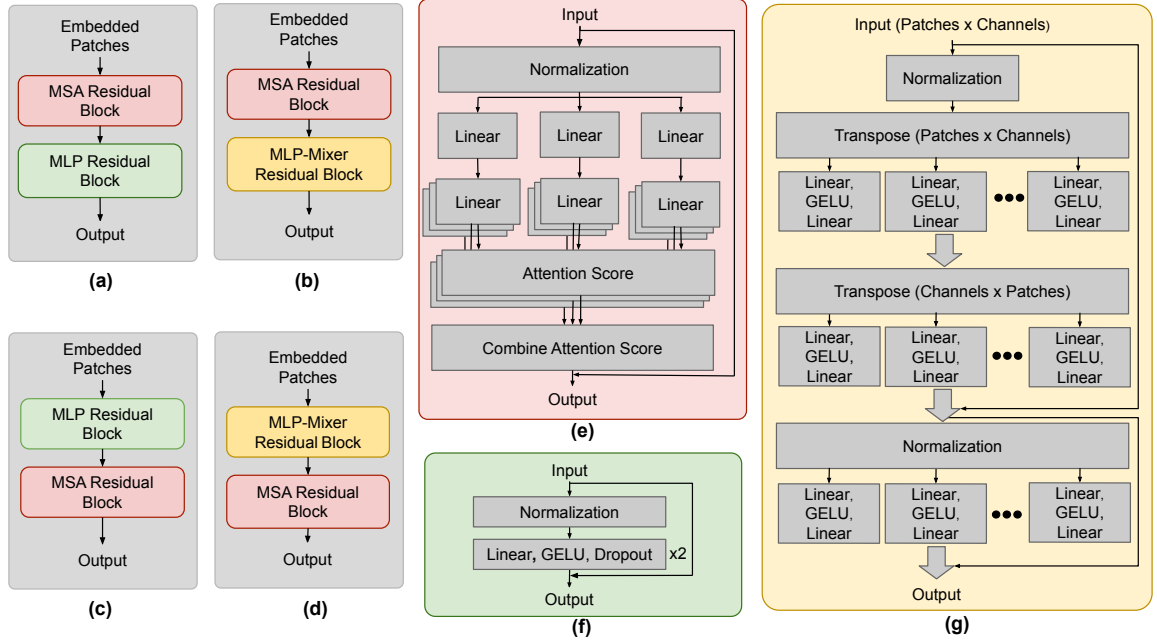 Embedded
Patches
MSA Residual
Block
MLP Residual
Block
Output
(a)
Embedded
Patches
MSA Residual
Block
MLP-Mixer
Residual Block
Output
(b)
Embedded
Patches
MLP Residual
Block
MSA Residual
Block
Output
(c)
Embedded
Patches
MLP-Mixer
Residual Block
MSA Residual
Block
Output
(d)
Input
Normalization
Linear
Linear
Linear
Linear
Linear
Linear
Attention Score
Combine Attention Score
Output
(e)
Input
Normalization
Linear, GELU, Dropout x2
Output
(f)
Input (Patches x Channels)
Normalization
Transpose (Patches x Channels)
Linear,
GELU,
Linear
Linear,
GELU,
Linear
Linear,
GELU,
Linear
Transpose (Channels x Patches)
Linear,
GELU,
Linear
Linear,
GELU,
Linear
Linear,
GELU,
Linear
Normalization
Linear,
GELU,
Linear
Linear,
GELU,
Linear
Linear,
GELU,
Linear
Output
(g)